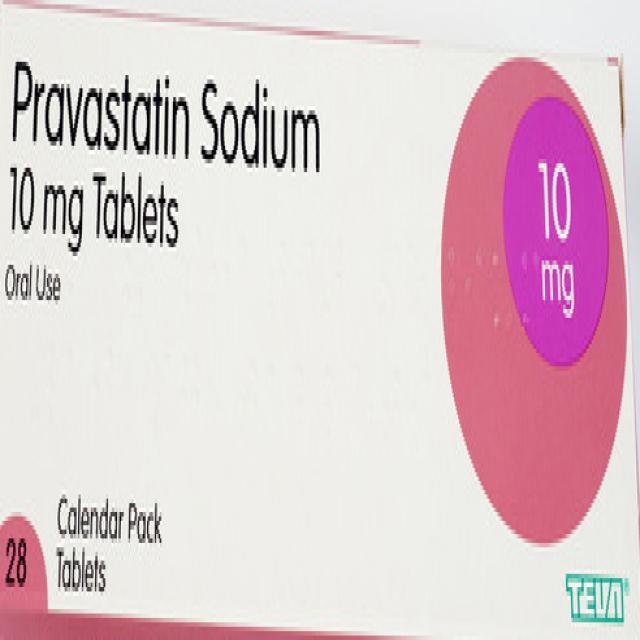 Pravastatin Sodium
10 mg Tablets
Oral Use
10
mg
28
Calendar Pack
Tablets
TEVA